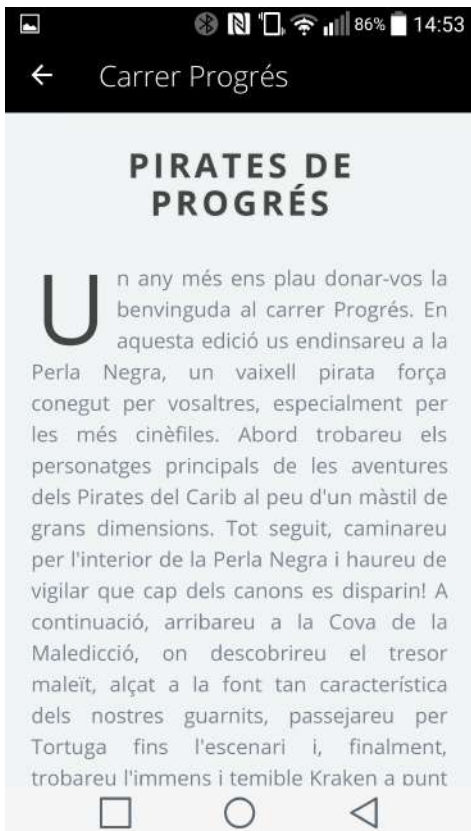 86% 14:53
Carrer Progrés
PIRATES DE
PROGRÉS
Un any més ens plau donar-vos la
benvinguda al carrer Progrés. En
aquesta edició us endinsareu a la
Perla Negra, un vaixell pirata força
conegut per vosaltres, especialment per
les més cinèfiles. Abord trobareu els
personatges principals de les aventures
dels Pirates del Carib al peu d'un màstil de
grans dimensions. Tot seguit, caminareu
per l'interior de la Perla Negra i haureu de
vigilar que cap dels canons es disparin! A
continuació, arribareu a la Cova de la
Maledicció, on descobrireu el tresor
maleït, alçat a la font tan característica
dels nostres guarnits, passejareu per
Tortuga fins l'escenari i, finalment,
trobareu l'immens i temible Kraken a punt